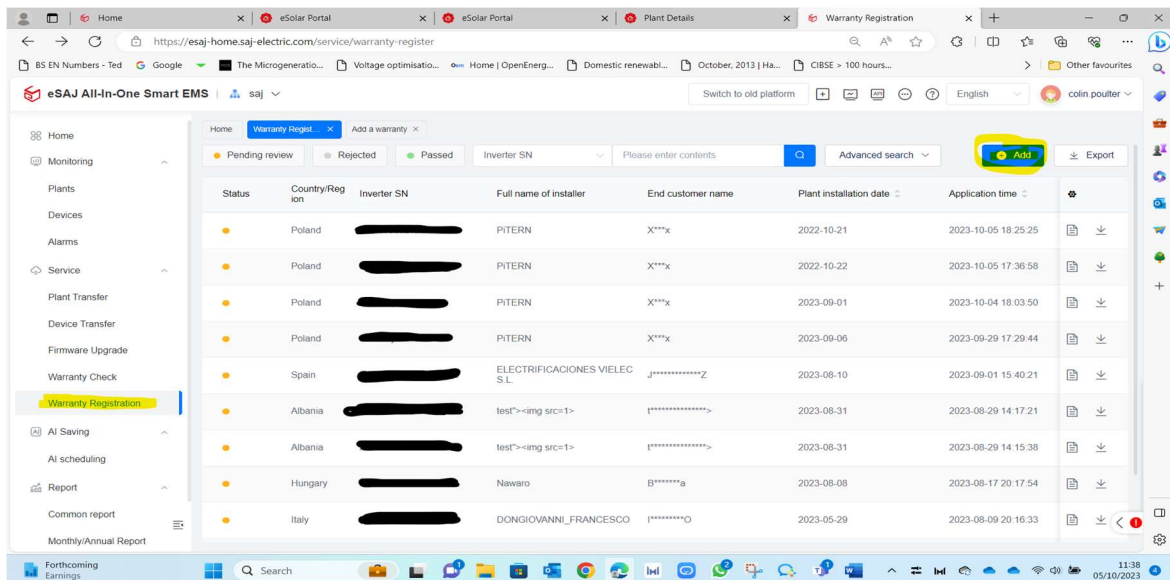 Home
eSolar Portal
eSolar Portal
Plant Details
Warranty Registration
https://esaj-home.saj-electric.com/service/warranty-register
BS EN Numbers - Ted
Google
The Microgeneratio...
Voltage optimisatio...
Home | OpenEnerg...
Domestic renewabl...
October, 2013 | Ha...
CIBSE > 100 hours...
Other favourites
eSAJ All-In-One Smart EMS
saj
Switch to old platform
English
colin.poulter
Home
Warranty Regist...
Add a warranty
Home
Monitoring
Plants
Devices
Alarms
Service
Plant Transfer
Device Transfer
Firmware Upgrade
Warranty Check
Warranty Registration
AI Saving
AI scheduling
Report
Common report
Monthly/Annual Report
Pending review
Rejected
Passed
Inverter SN
Please enter contents
Advanced search
Add
Export
Status
Country/Reg
ion
Inverter SN
Full name of installer
End customer name
Plant installation date
Application time
Poland PiTERN X***x 2022-10-21 2023-10-05 18:25:25
Poland PiTERN X***x 2022-10-22 2023-10-05 17:36:58
Poland PiTERN X***x 2023-09-01 2023-10-04 18:03:50
Poland PiTERN X***x 2023-09-06 2023-09-29 17:29:44
Spain ELECTRIFICACIONES VIELEC
S.L. J*************Z 2023-08-10 2023-09-01 15:40:21
Albania test"><img src=1> t***************> 2023-08-31 2023-08-29 14:17:21
Albania test"><img src=1> t***************> 2023-08-31 2023-08-29 14:15:38
Hungary Nawaro B*******a 2023-08-08 2023-08-17 20:17:54
Italy DONGIOVANNI_FRANCESCO I*********O 2023-05-29 2023-08-09 20:16:33
Forthcoming
Earnings
Search
11:38
05/10/2023